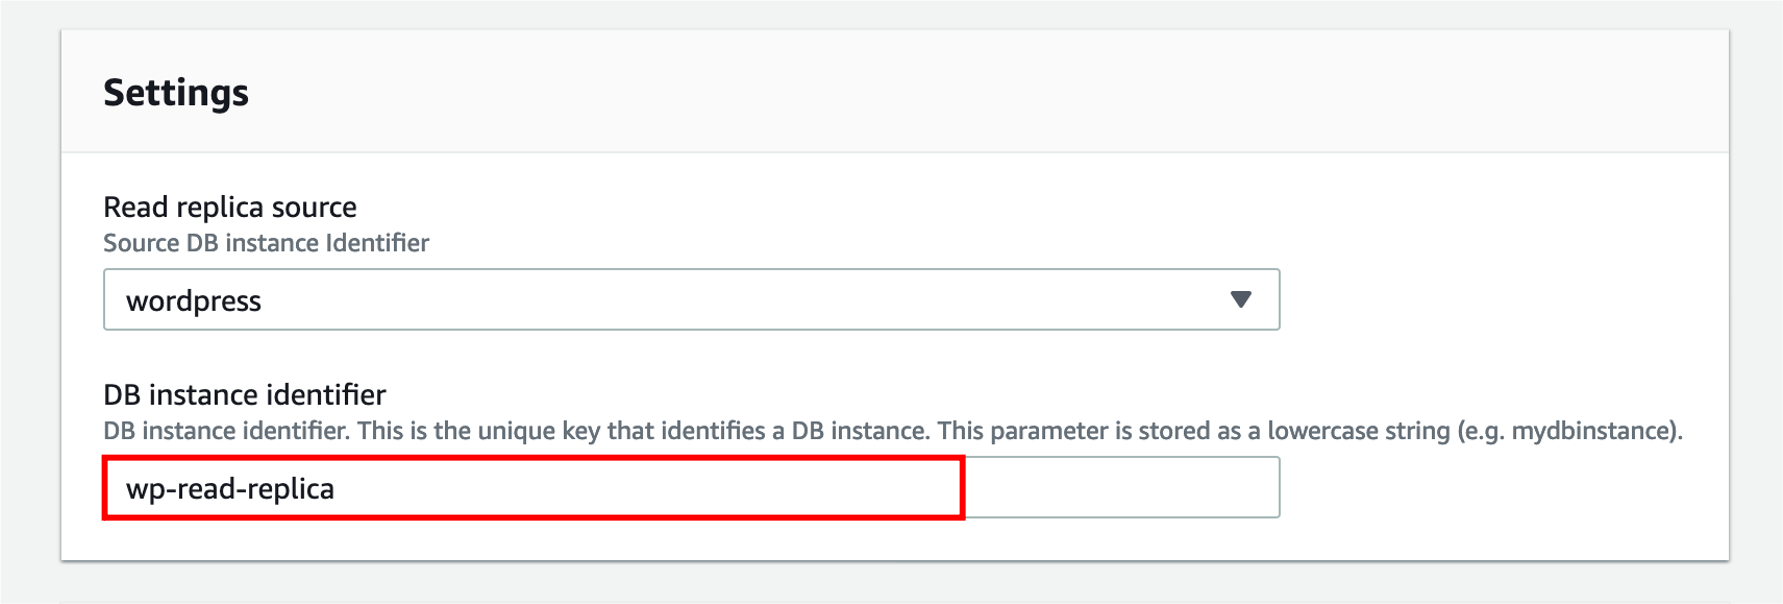 Settings
Read replica source
Source DB instance Identifier
wordpress
DB instance identifier
DB instance identifier. This is the unique key that identifies a DB instance. This parameter is stored as a lowercase string (e.g. mydbinstance).
wp-read-replica